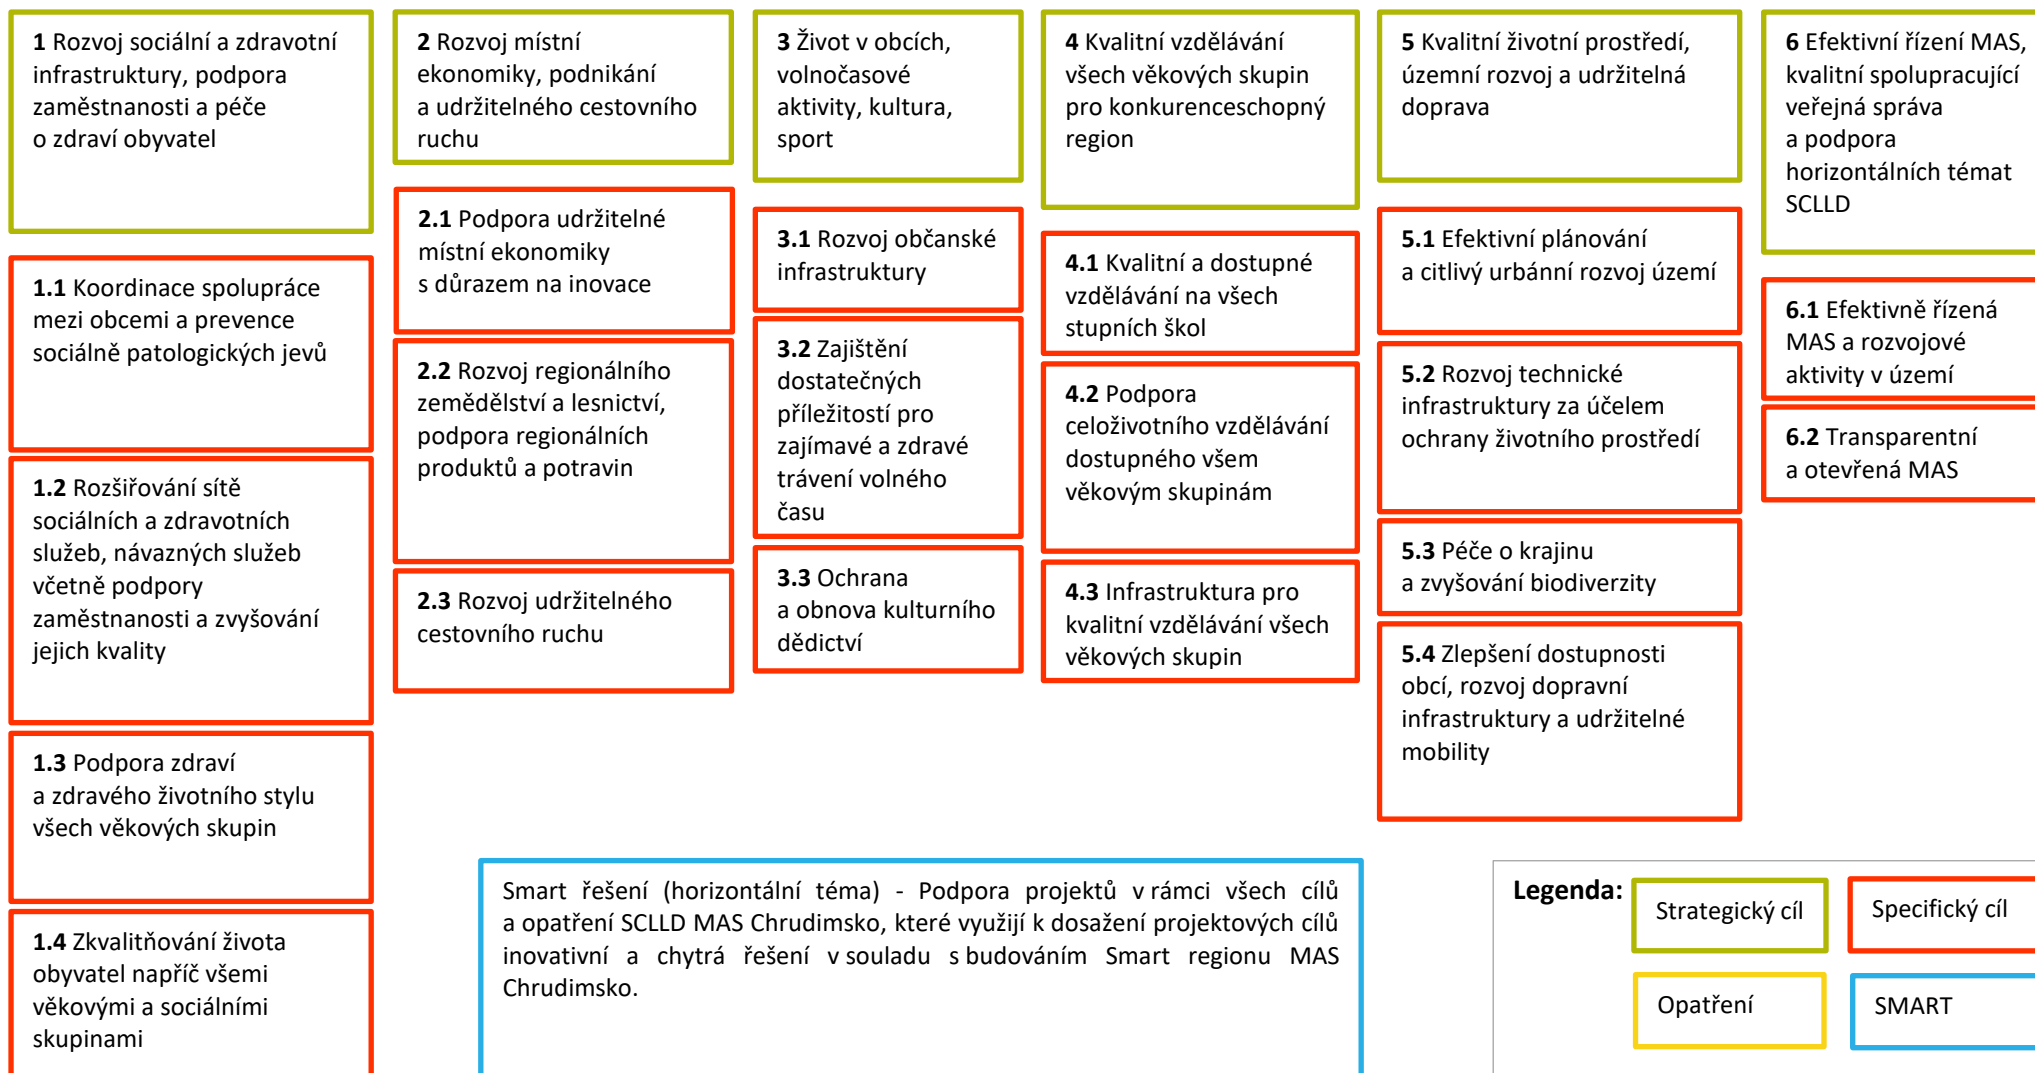 1 Rozvoj sociální a zdravotní
infrastruktury, podpora
zaměstnanosti a péče
o zdraví obyvatel
1.1 Koordinace spolupráce
mezi obcemi a prevence
sociálně patologických jevů
1.2 Rozšiřování sítě
sociálních a zdravotních
služeb, návazných služeb
včetně podpory
zaměstnanosti a zvyšování
jejich kvality
1.3 Podpora zdraví
a zdravého životního stylu
všech věkových skupin
1.4 Zkvalitňování života
obyvatel napříč všemi
věkovými a sociálními
skupinami
2 Rozvoj místní
ekonomiky, podnikání
a udržitelného cestovního
ruchu
2.1 Podpora udržitelné
místní ekonomiky
s důrazem na inovace
2.2 Rozvoj regionálního
zemědělství a lesnictví,
podpora regionálních
produktů a potravin
2.3 Rozvoj udržitelného
cestovního ruchu
3 Život v obcích,
volnočasové
aktivity, kultura,
sport
3.1 Rozvoj občanské
infrastruktury
3.2 Zajištění
dostatečných
příležitostí pro
zajímavé a zdravé
trávení volného
času
3.3 Ochrana
a obnova kulturního
dědictví
4 Kvalitní vzdělávání
všech věkových skupin
pro konkurenceschopný
region
4.1 Kvalitní a dostupné
vzdělávání na všech
stupních škol
4.2 Podpora
celoživotního vzdělávání
dostupného všem
věkovým skupinám
4.3 Infrastruktura pro
kvalitní vzdělávání všech
věkových skupin
5 Kvalitní životní prostředí,
územní rozvoj a udržitelná
doprava
5.1 Efektivní plánování
a citlivý urbánní rozvoj území
5.2 Rozvoj technické
infrastruktury za účelem
ochrany životního prostředí
5.3 Péče o krajinu
a zvyšování biodiverzity
5.4 Zlepšení dostupnosti
obcí, rozvoj dopravní
infrastruktury a udržitelné
mobility
6 Efektivní řízení MAS,
kvalitní spolupracující
veřejná správa
a podpora
horizontálních témat
SCLLD
6.1 Efektivně řízená
MAS a rozvojové
aktivity v území
6.2 Transparentní
a otevřená MAS
Smart řešení (horizontální téma) - Podpora projektů v rámci všech cílů
a opatření SCLLD MAS Chrudimsko, které využijí k dosažení projektových cílů
inovativní a chytrá řešení v souladu s budováním Smart regionu MAS
Chrudimsko.
Legenda:
Strategický cíl
Specifický cíl
Opatření
SMART